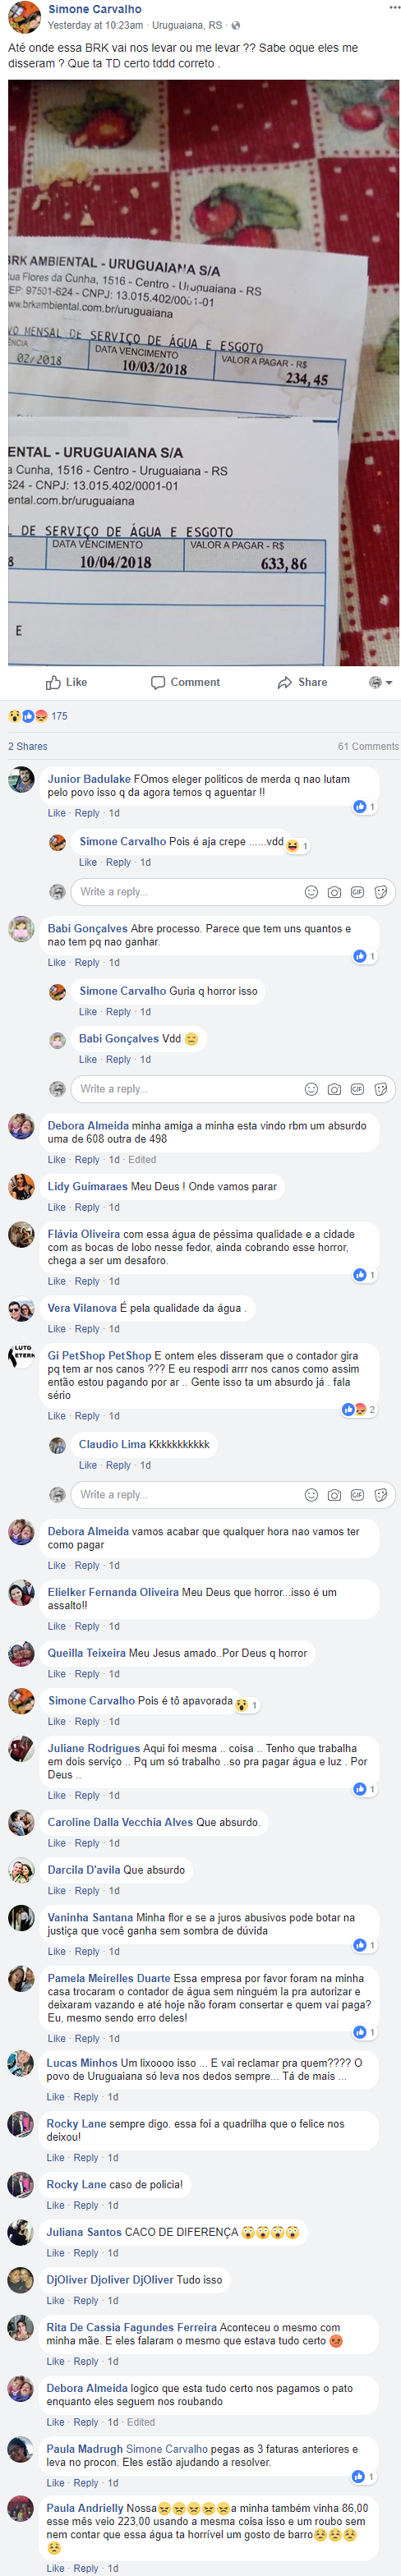 Simone Carvalho
Yesterday at 10:23am · Uruguaiana, RS ·
Até onde essa BRK vai nos levar ou me levar ?? Sabe oque eles me
disseram ? Que ta TD certo tddd correto .
BRK AMBIENTAL - URUGUAIANA S/A
Rua Flores da Cunha, 1516 - Centro - Uruguaiana - RS
CEP: 97501-624 - CNPJ: 13.015.402/0001-01
www.brkambiental.com.br/uruguaiana
VO MENSAL DE SERVIÇO DE ÁGUA E ESGOTO
ÊNCIA DATA VENCIMENTO VALOR A PAGAR - R$
02/2018 10/03/2018 234,45
ENTAL - URUGUAIANA S/A
a Cunha, 1516 - Centro - Uruguaiana - RS
624 - CNPJ: 13.015.402/0001-01
ental.com.br/uruguaiana
L DE SERVIÇO DE ÁGUA E ESGOTO
DATA VENCIMENTO VALOR A PAGAR - R$
8 10/04/2018 633,86
E
Like Comment Share
175
2 Shares 61 Comments
Junior Badulake FOmos eleger politicos de merda q nao lutam
pelo povo isso q da agora temos q aguentar !!
1
Like · Reply · 1d
Simone Carvalho Pois é aja crepe ......vdd
1
Like · Reply · 1d
Write a reply...
GIF
Babi Gonçalves Abre processo. Parece que tem uns quantos e
nao tem pq nao ganhar.
1
Like · Reply · 1d
Simone Carvalho Guria q horror isso
Like · Reply · 1d
Babi Gonçalves Vdd 😑
Like · Reply · 1d
Write a reply...
GIF
Debora Almeida minha amiga a minha esta vindo rbm um absurdo
uma de 608 outra de 498
Like · Reply · 1d · Edited
Lidy Guimaraes Meu Deus ! Onde vamos parar
Like · Reply · 1d
Flávia Oliveira com essa água de péssima qualidade e a cidade
com as bocas de lobo nesse fedor, ainda cobrando esse horror,
chega a ser um desaforo.
1
Like · Reply · 1d
Vera Vilanova É pela qualidade da água .
Like · Reply · 1d
LUTO
ETERN
Gi PetShop PetShop E ontem eles disseram que o contador gira
pq tem ar nos canos ??? E eu respodi arrr nos canos como assim
então estou pagando por ar .. Gente isso ta um absurdo já . fala
sério
2
Like · Reply · 1d
Claudio Lima Kkkkkkkkkkk
Like · Reply · 1d
Write a reply...
GIF
Debora Almeida vamos acabar que qualquer hora nao vamos ter
como pagar
Like · Reply · 1d
Elielker Fernanda Oliveira Meu Deus que horror...isso é um
assalto!!
Like · Reply · 1d
Queilla Teixeira Meu Jesus amado..Por Deus q horror
Like · Reply · 1d
Simone Carvalho Pois é tô apavorada
1
Like · Reply · 1d
Juliane Rodrigues Aqui foi mesma .. coisa .. Tenho que trabalha
em dois serviço .. Pq um só trabalho ..so pra pagar água e luz . Por
Deus ..
1
Like · Reply · 1d
Caroline Dalla Vecchia Alves Que absurdo.
Like · Reply · 1d
Darcila D'avila Que absurdo
Like · Reply · 1d
Vaninha Santana Minha flor e se a juros abusivos pode botar na
justiça que você ganha sem sombra de dúvida
1
Like · Reply · 1d
Pamela Meirelles Duarte Essa empresa por favor foram na minha
casa trocaram o contador de água sem ninguém la pra autorizar e
deixaram vazando e até hoje não foram consertar e quem vai paga?
Eu, mesmo sendo erro deles!
1
Like · Reply · 1d
Lucas Minhos Um lixoooo isso ... E vai reclamar pra quem???? O
povo de Uruguaiana só leva nos dedos sempre... Tá de mais ...
Like · Reply · 1d
Rocky Lane sempre digo. essa foi a quadrilha que o felice nos
deixou!
Like · Reply · 1d
Rocky Lane caso de policia!
Like · Reply · 1d
Juliana Santos CACO DE DIFERENÇA 😲😲😲😲
Like · Reply · 1d
DjOliver Djoliver DjOliver Tudo isso
Like · Reply · 1d
Rita De Cassia Fagundes Ferreira Aconteceu o mesmo com
minha mãe. E eles falaram o mesmo que estava tudo certo 😡
Like · Reply · 1d
Debora Almeida logico que esta tudo certo nos pagamos o pato
enquanto eles seguem nos roubando
Like · Reply · 1d · Edited
Paula Madrugh Simone Carvalho pegas as 3 faturas anteriores e
leva no procon. Eles estão ajudando a resolver.
1
Like · Reply · 1d
Paula Andrielly Nossa😠😠😠😠😠a minha também vinha 86,00
esse mês veio 223,00 usando a mesma coisa isso e um roubo sem
nem contar que essa água ta horrível um gosto de barro😣😣😣
😣
Like · Reply · 1d